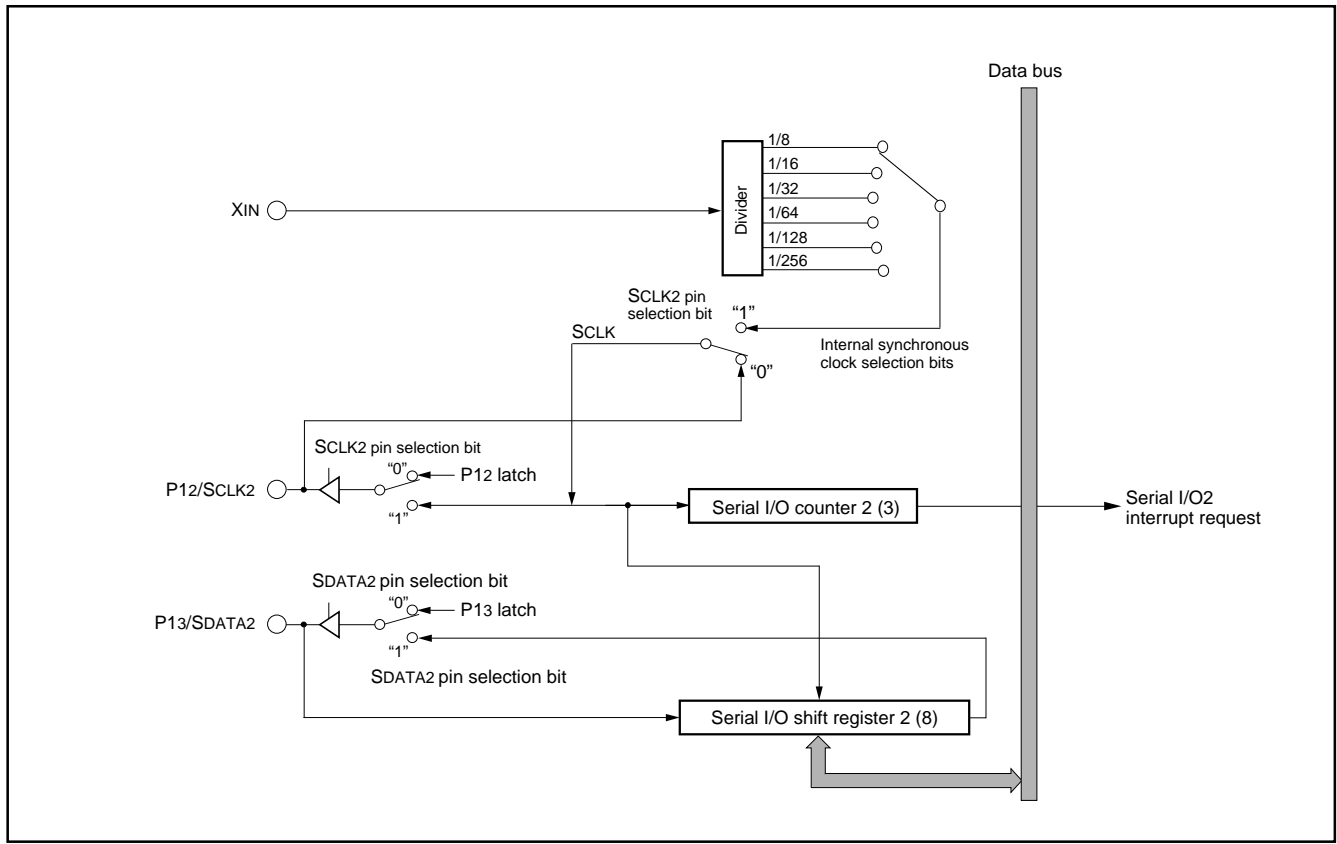 Data bus
1/8
1/16
1/32
1/64
1/128
1/256
Divider
XIN
SCLK2 pin
selection bit
"1"
SCLK
"0"
Internal synchronous
clock selection bits
SCLK2 pin selection bit
"0"
P12 latch
P12/SCLK2
"1"
Serial I/O counter 2 (3)
Serial I/O2
interrupt request
SDATA2 pin selection bit
"0"
P13 latch
P13/SDATA2
"1"
SDATA2 pin selection bit
Serial I/O shift register 2 (8)